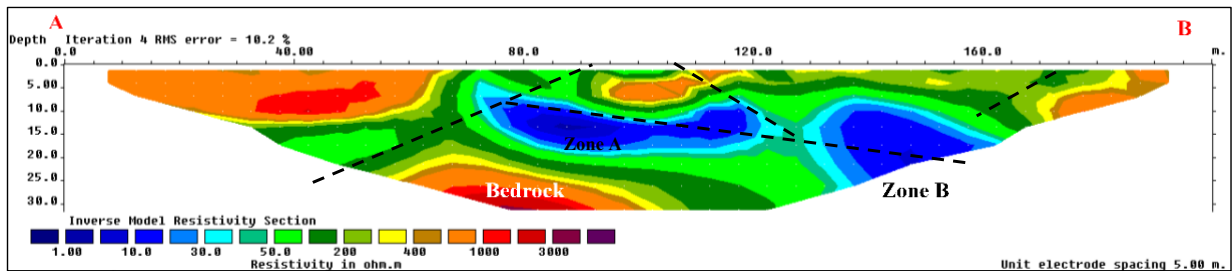 A B
Depth Iteration 4 RMS error = 10.2 %
0.0 40.0 80.0 120.0 160.0 m.
0.0
5.00
10.0
15.0
20.0
25.0
30.0
Zone A
Bedrock Zone B
Inverse Model Resistivity Section
1.00 10.0 30.0 50.0 200 400 1000 3000
Resistivity in ohm.m Unit electrode spacing 5.00 m.